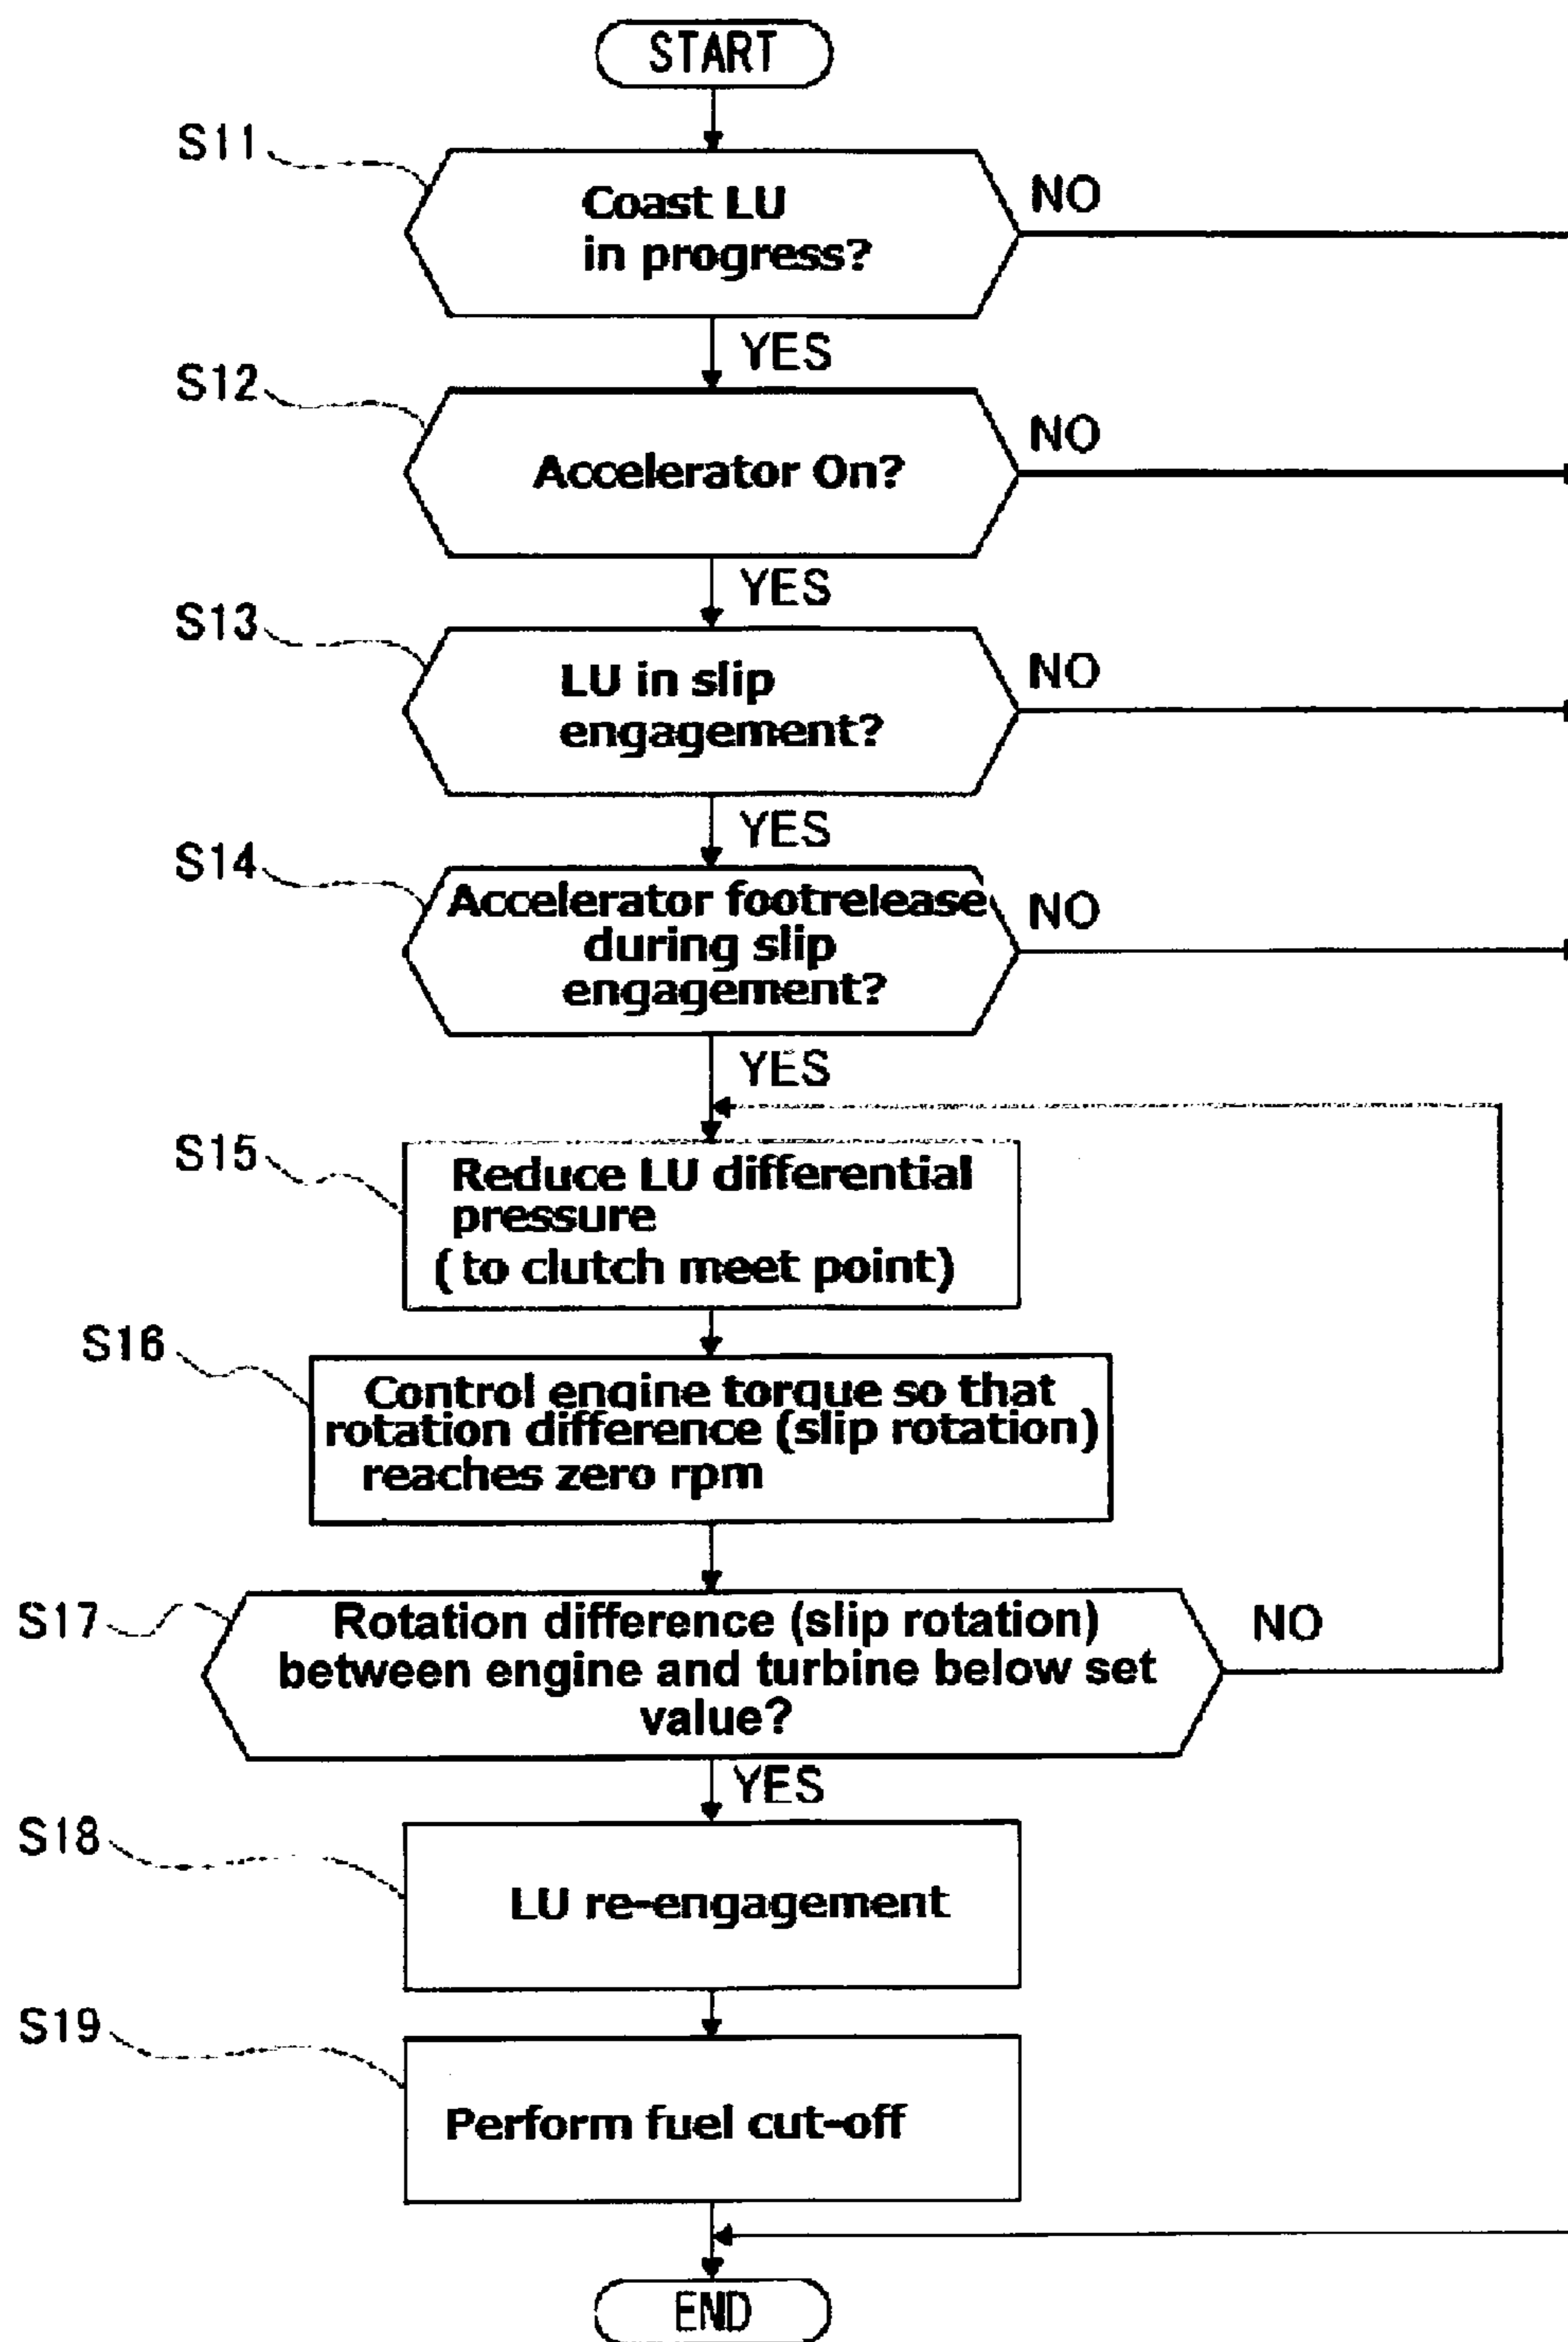 START
S11
Coast LU
in progress?
NO
YES
S12
Accelerator On?
NO
YES
S13
LU in slip
engagement?
NO
YES
S14
Accelerator footrelease
during slip
engagement?
NO
YES
S15
Reduce LU differential
pressure
( to clutch meet point)
S16
Control engine torque so that
rotation difference (slip rotation)
reaches zero rpm
S17
Rotation difference (slip rotation)
between engine and turbine below set
value?
NO
YES
S18
LU re-engagement
S19
Perform fuel cut-off
END